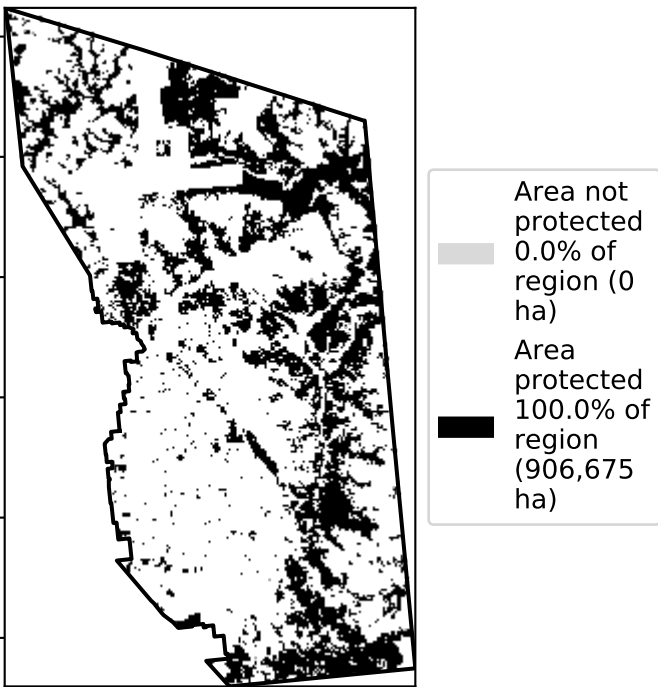 Area not
protected
0.0% of
region (0
ha)
Area
protected
100.0% of
region
(906,675
ha)